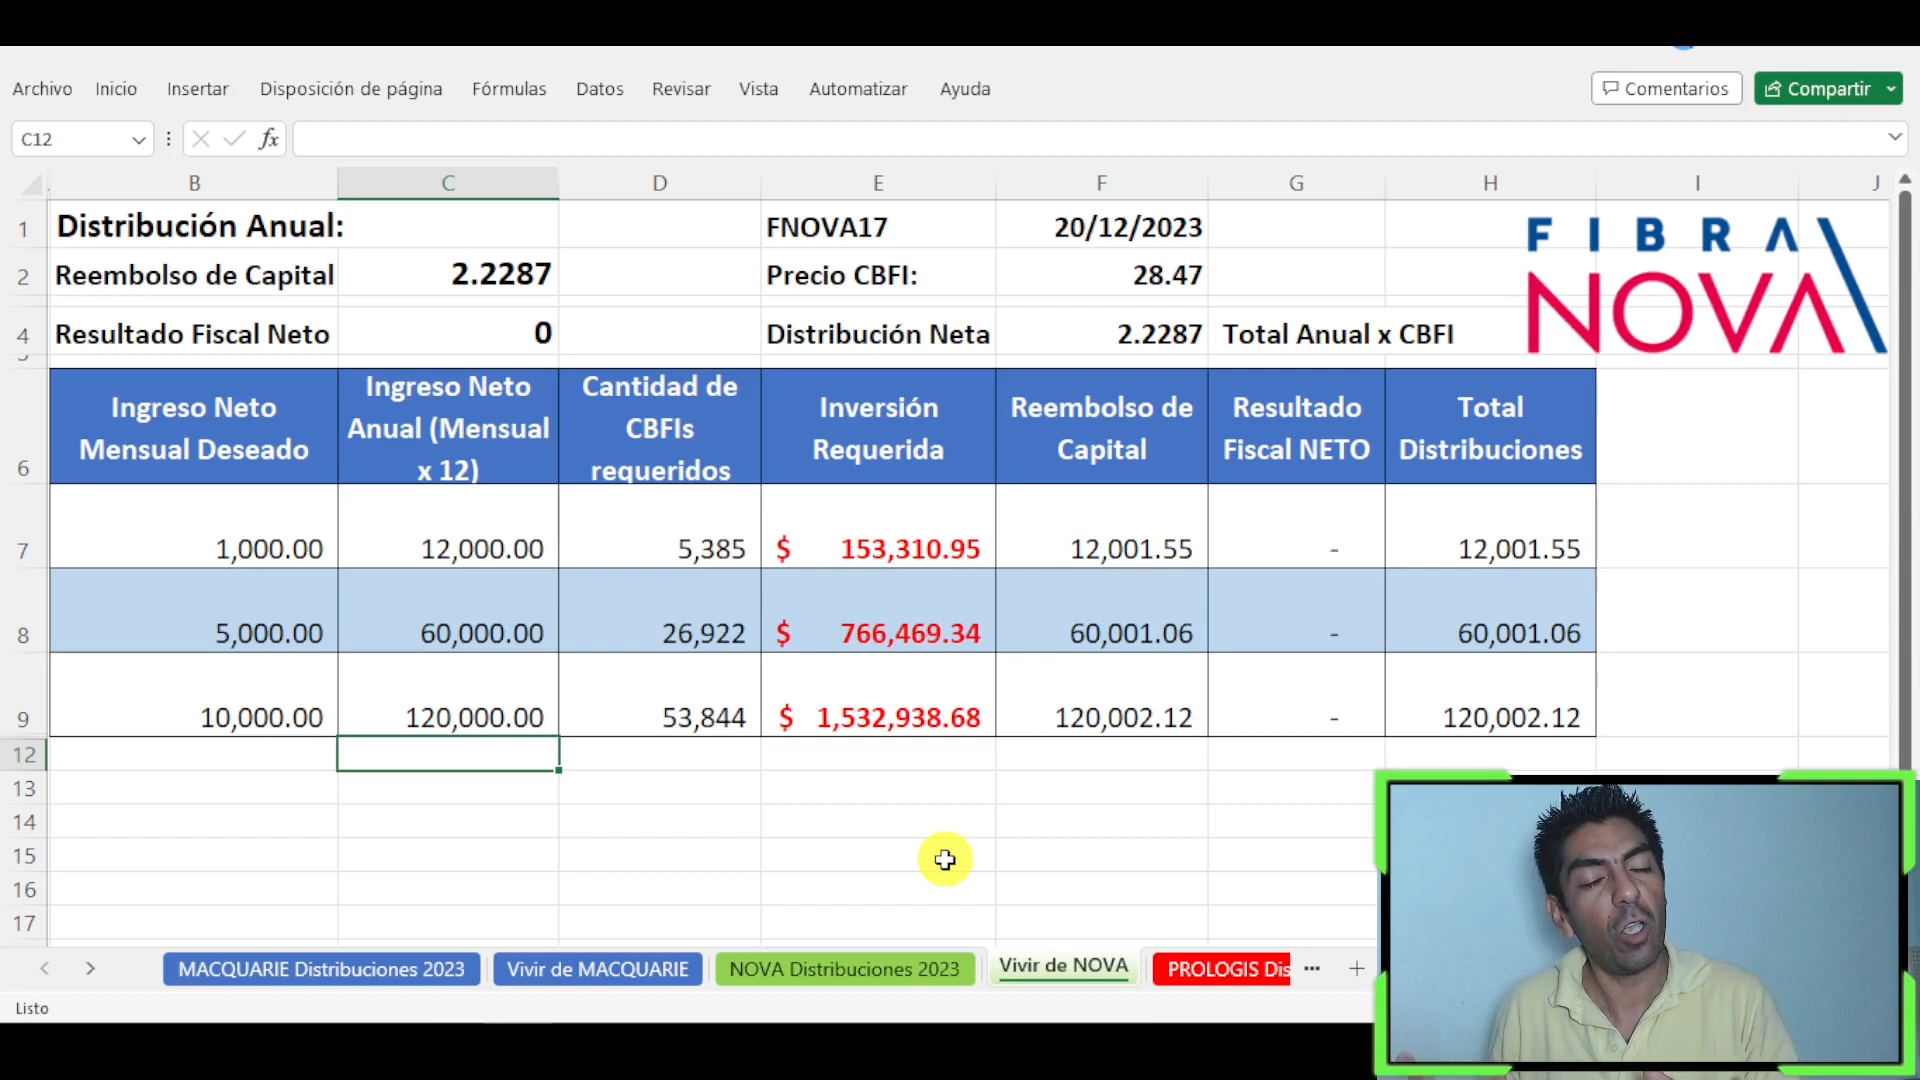 Archivo Inicio Insertar Disposición de página Fórmulas Datos Revisar Vista Automatizar Ayuda Comentarios Compartir
C12 fx
B C D E F G H I J
1 Distribución Anual: FNOVA17 20/12/2023
2 Reembolso de Capital 2.2287 Precio CBFI: 28.47
4 Resultado Fiscal Neto 0 Distribución Neta 2.2287 Total Anual x CBFI
FIBRA
NOVA
6 Ingreso Neto Mensual Deseado Ingreso Neto Anual (Mensual x 12) Cantidad de CBFIs requeridos Inversión Requerida Reembolso de Capital Resultado Fiscal NETO Total Distribuciones
7 1,000.00 12,000.00 5,385 $ 153,310.95 12,001.55 - 12,001.55
8 5,000.00 60,000.00 26,922 $ 766,469.34 60,001.06 - 60,001.06
9 10,000.00 120,000.00 53,844 $ 1,532,938.68 120,002.12 - 120,002.12
12
13
14
15
16
17
MACQUARIE Distribuciones 2023 Vivir de MACQUARIE NOVA Distribuciones 2023 Vivir de NOVA PROLOGIS Dis ...
Listo